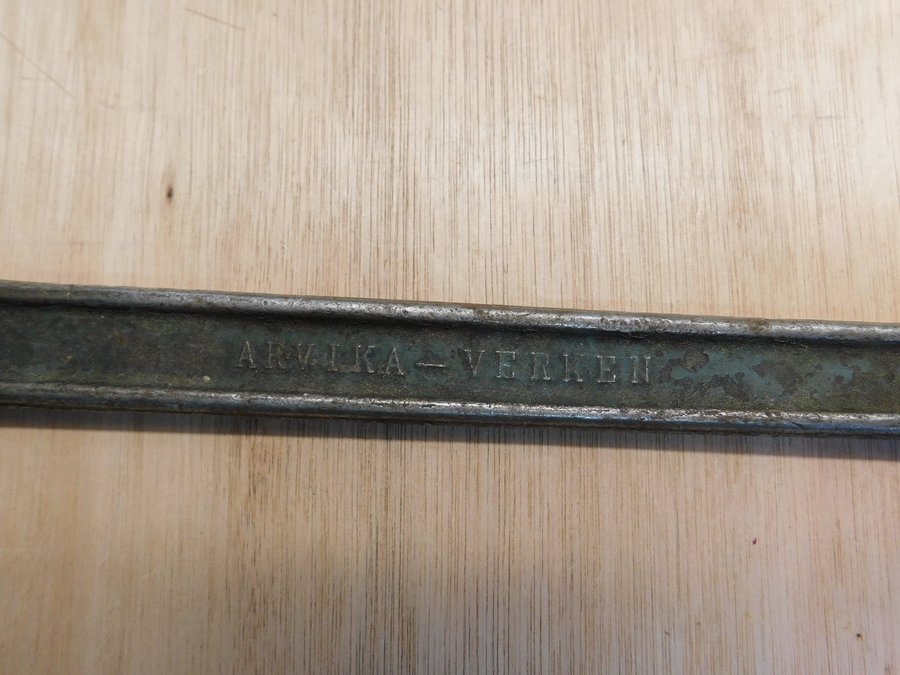 ARVIKA – VERKEN